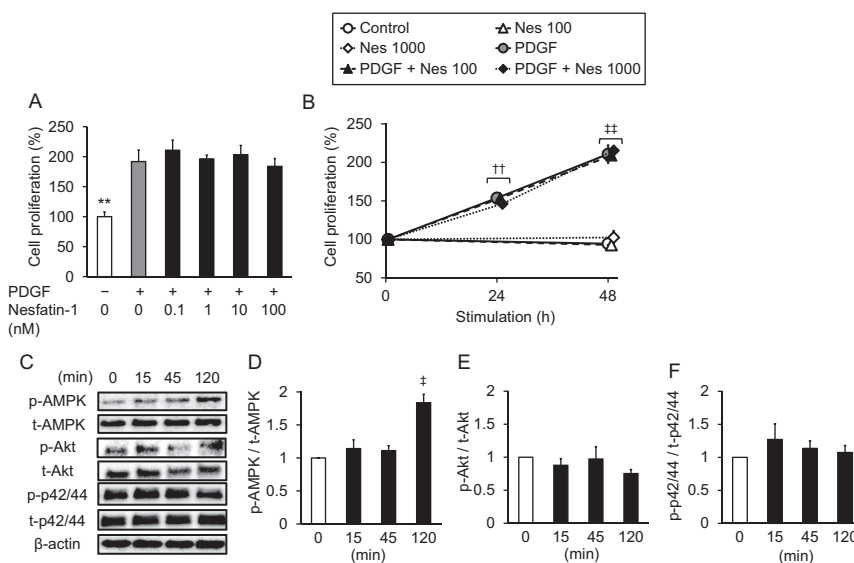 Control Nes 100
Nes 1000 PDGF
PDGF + Nes 100 PDGF + Nes 1000
A
Cell proliferation (%)
250
200
150
100
50
0
**
PDGF − + + + + +
Nesfatin-1 0 0 0.1 1 10 100
(nM)
B
Cell proliferation (%)
250
200
150
100
50
††
‡‡
0 24 48
Stimulation (h)
C
(min) 0 15 45 120
p-AMPK
t-AMPK
p-Akt
t-Akt
p-p42/44
t-p42/44
β-actin
D
p-AMPK / t-AMPK
2
1.5
1
0.5
0
‡
0 15 45 120
(min)
E
p-Akt / t-Akt
2
1.5
1
0.5
0
0 15 45 120
(min)
F
p-p42/44 / t-p42/44
2
1.5
1
0.5
0
0 15 45 120
(min)